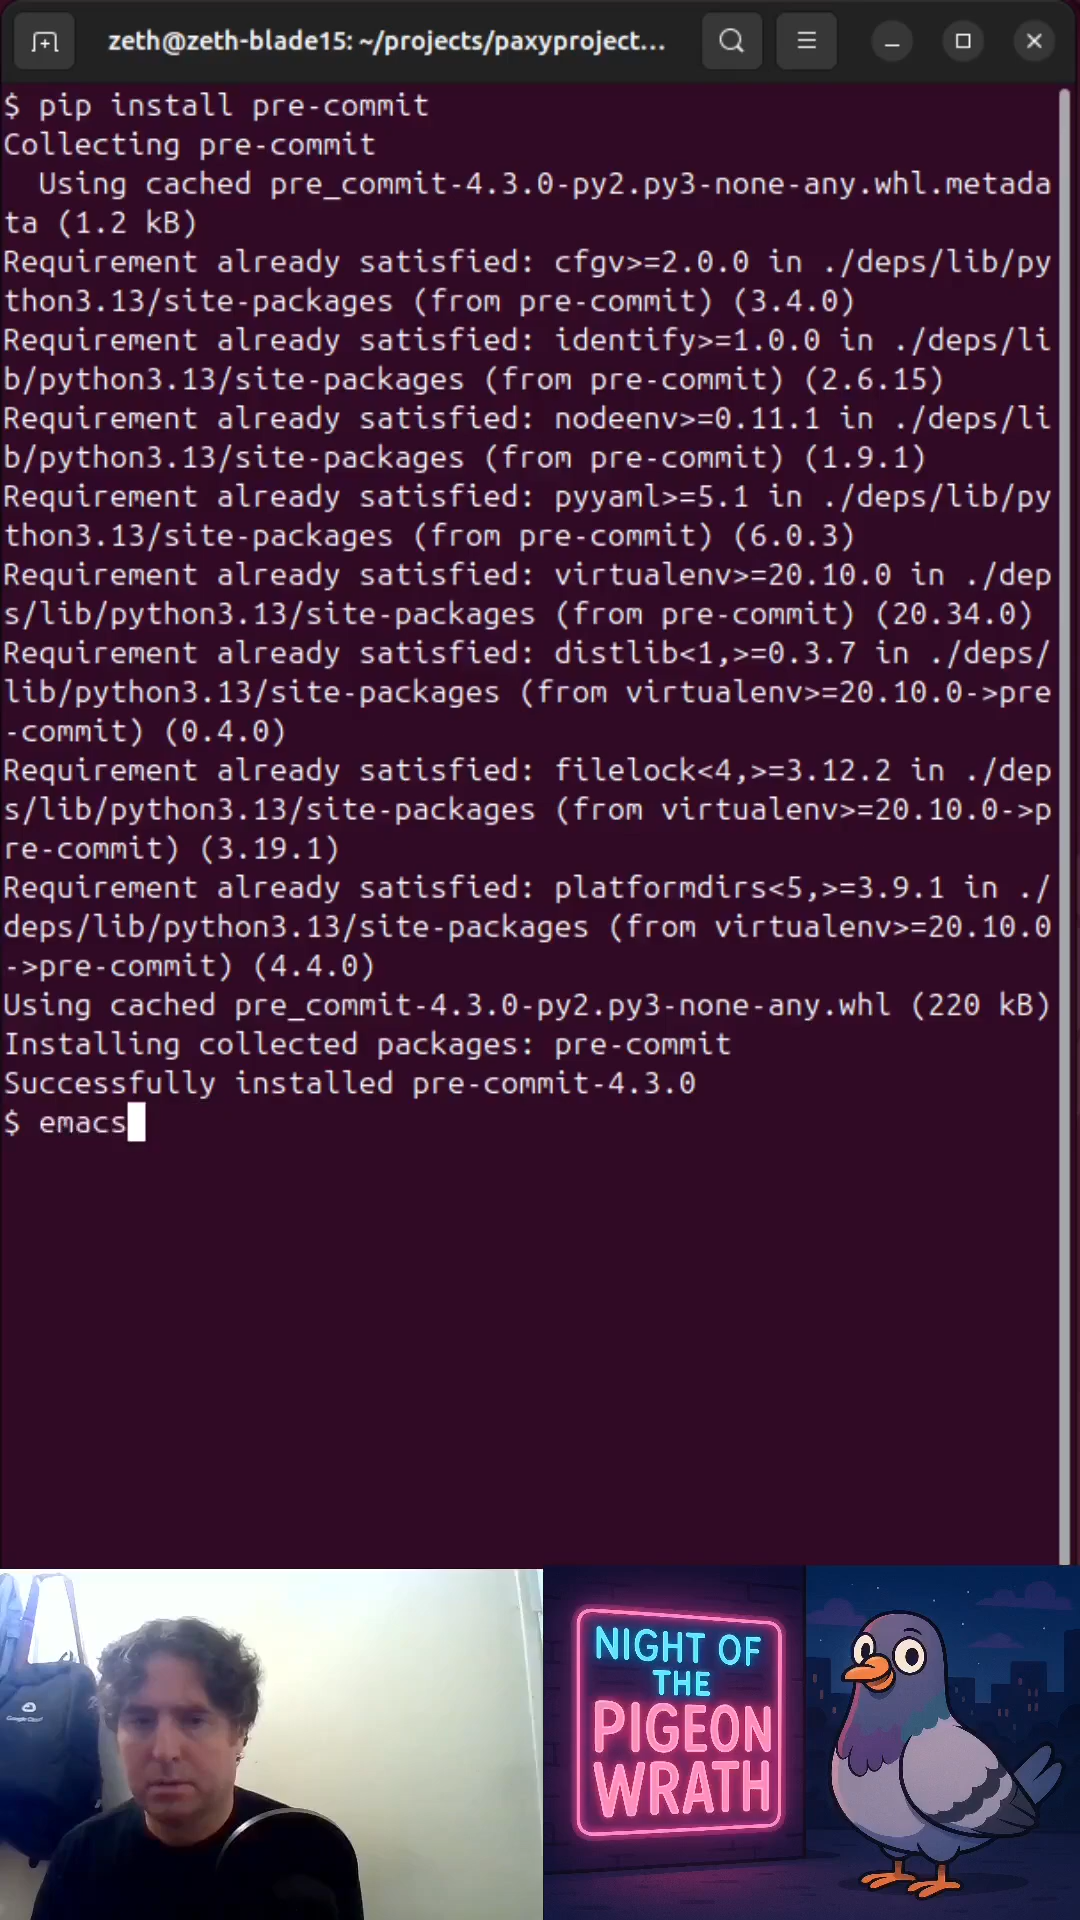 zeth@zeth-blade15: ~/projects/paxyproject...
$ pip install pre-commit
Collecting pre-commit
  Using cached pre_commit-4.3.0-py2.py3-none-any.whl.metada
ta (1.2 kB)
Requirement already satisfied: cfgv>=2.0.0 in ./deps/lib/py
thon3.13/site-packages (from pre-commit) (3.4.0)
Requirement already satisfied: identify>=1.0.0 in ./deps/li
b/python3.13/site-packages (from pre-commit) (2.6.15)
Requirement already satisfied: nodeenv>=0.11.1 in ./deps/li
b/python3.13/site-packages (from pre-commit) (1.9.1)
Requirement already satisfied: pyyaml>=5.1 in ./deps/lib/py
thon3.13/site-packages (from pre-commit) (6.0.3)
Requirement already satisfied: virtualenv>=20.10.0 in ./dep
s/lib/python3.13/site-packages (from pre-commit) (20.34.0)
Requirement already satisfied: distlib<1,>=0.3.7 in ./deps/
lib/python3.13/site-packages (from virtualenv>=20.10.0->pre
-commit) (0.4.0)
Requirement already satisfied: filelock<4,>=3.12.2 in ./dep
s/lib/python3.13/site-packages (from virtualenv>=20.10.0->p
re-commit) (3.19.1)
Requirement already satisfied: platformdirs<5,>=3.9.1 in ./
deps/lib/python3.13/site-packages (from virtualenv>=20.10.0
->pre-commit) (4.4.0)
Using cached pre_commit-4.3.0-py2.py3-none-any.whl (220 kB)
Installing collected packages: pre-commit
Successfully installed pre-commit-4.3.0
$ emacs
Google Cloud
NIGHT OF
THE
PIGEON
WRATH